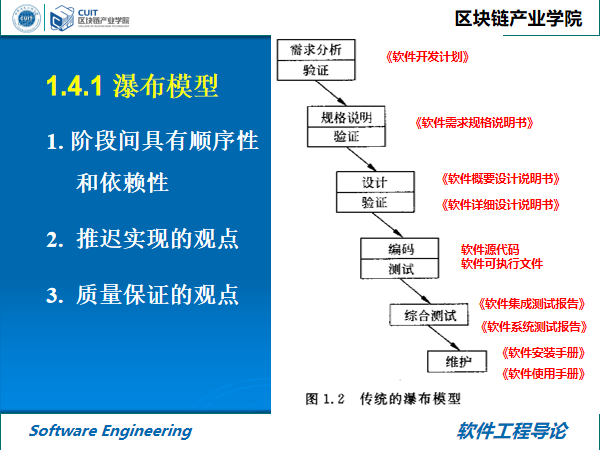 CUIT
区块链产业学院
区块链产业学院
1.4.1 瀑布模型
1. 阶段间具有顺序性
和依赖性
2. 推迟实现的观点
3. 质量保证的观点
需求分析
验证
《软件开发计划》
规格说明
验证
《软件需求规格说明书》
设计
验证
《软件概要设计说明书》
《软件详细设计说明书》
编码
测试
软件源代码
软件可执行文件
综合测试
《软件集成测试报告》
《软件系统测试报告》
维护
《软件安装手册》
《软件使用手册》
图 1.2 传统的瀑布模型
Software Engineering
软件工程导论